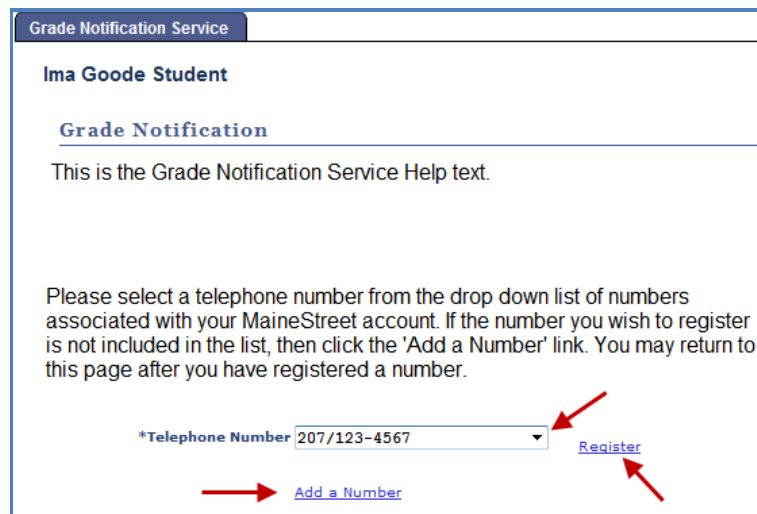 Grade Notification Service
Ima Goode Student
Grade Notification
This is the Grade Notification Service Help text.
Please select a telephone number from the drop down list of numbers
associated with your MaineStreet account. If the number you wish to register
is not included in the list, then click the 'Add a Number' link. You may return to
this page after you have registered a number.
*Telephone Number 207/123-4567 Register
Add a Number